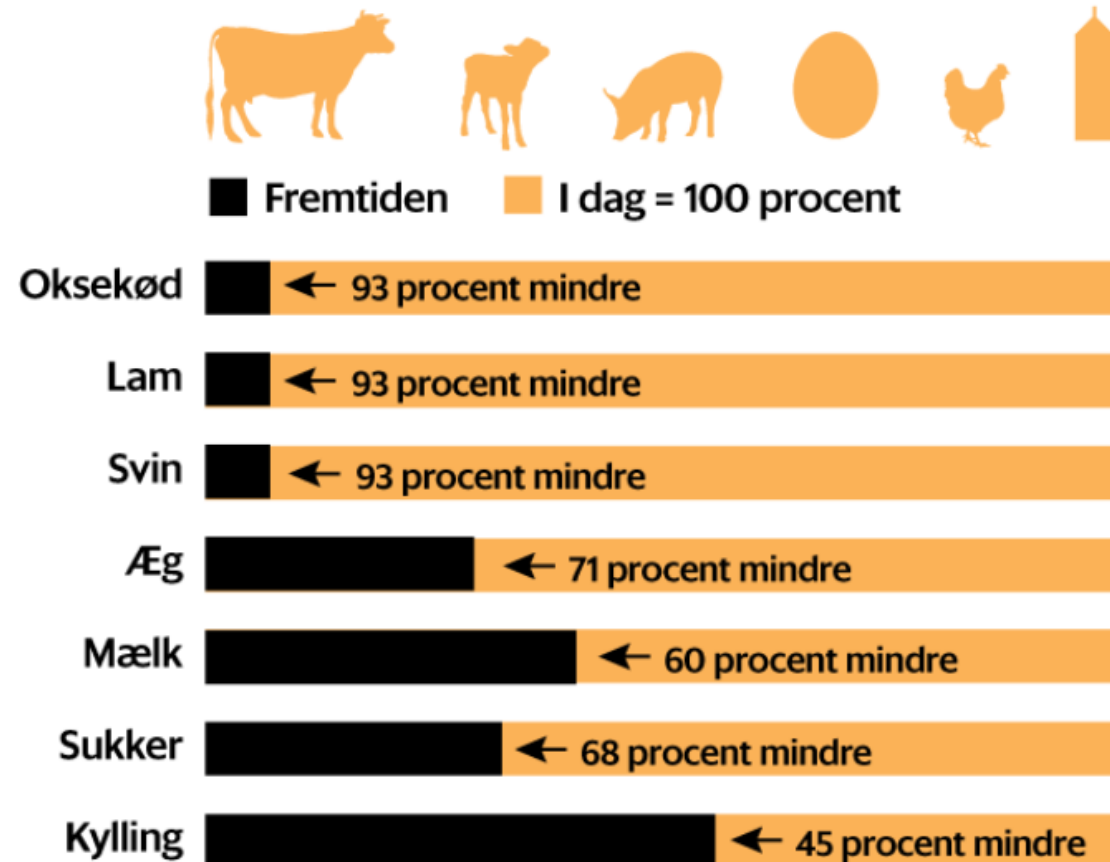 Fremtiden
I dag = 100 procent
Oksekød
93 procent mindre
Lam
93 procent mindre
Svin
93 procent mindre
Æg
71 procent mindre
Mælk
60 procent mindre
Sukker
68 procent mindre
Kylling
45 procent mindre